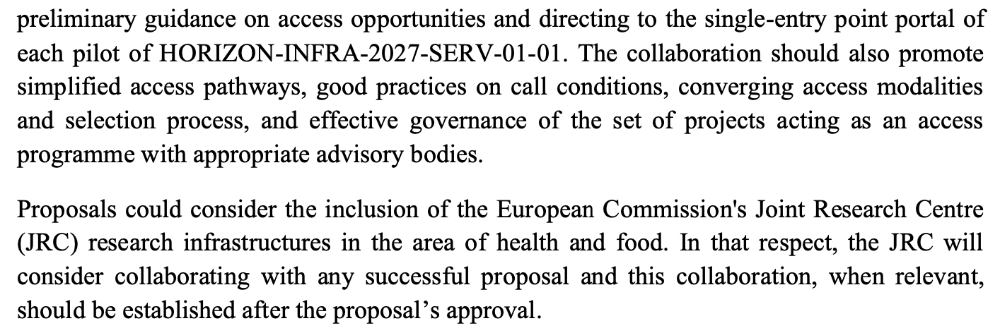 preliminary guidance on access opportunities and directing to the single-entry point portal of
each pilot of HORIZON-INFRA-2027-SERV-01-01. The collaboration should also promote
simplified access pathways, good practices on call conditions, converging access modalities
and selection process, and effective governance of the set of projects acting as an access
programme with appropriate advisory bodies.
Proposals could consider the inclusion of the European Commission's Joint Research Centre
(JRC) research infrastructures in the area of health and food. In that respect, the JRC will
consider collaborating with any successful proposal and this collaboration, when relevant,
should be established after the proposal’s approval.